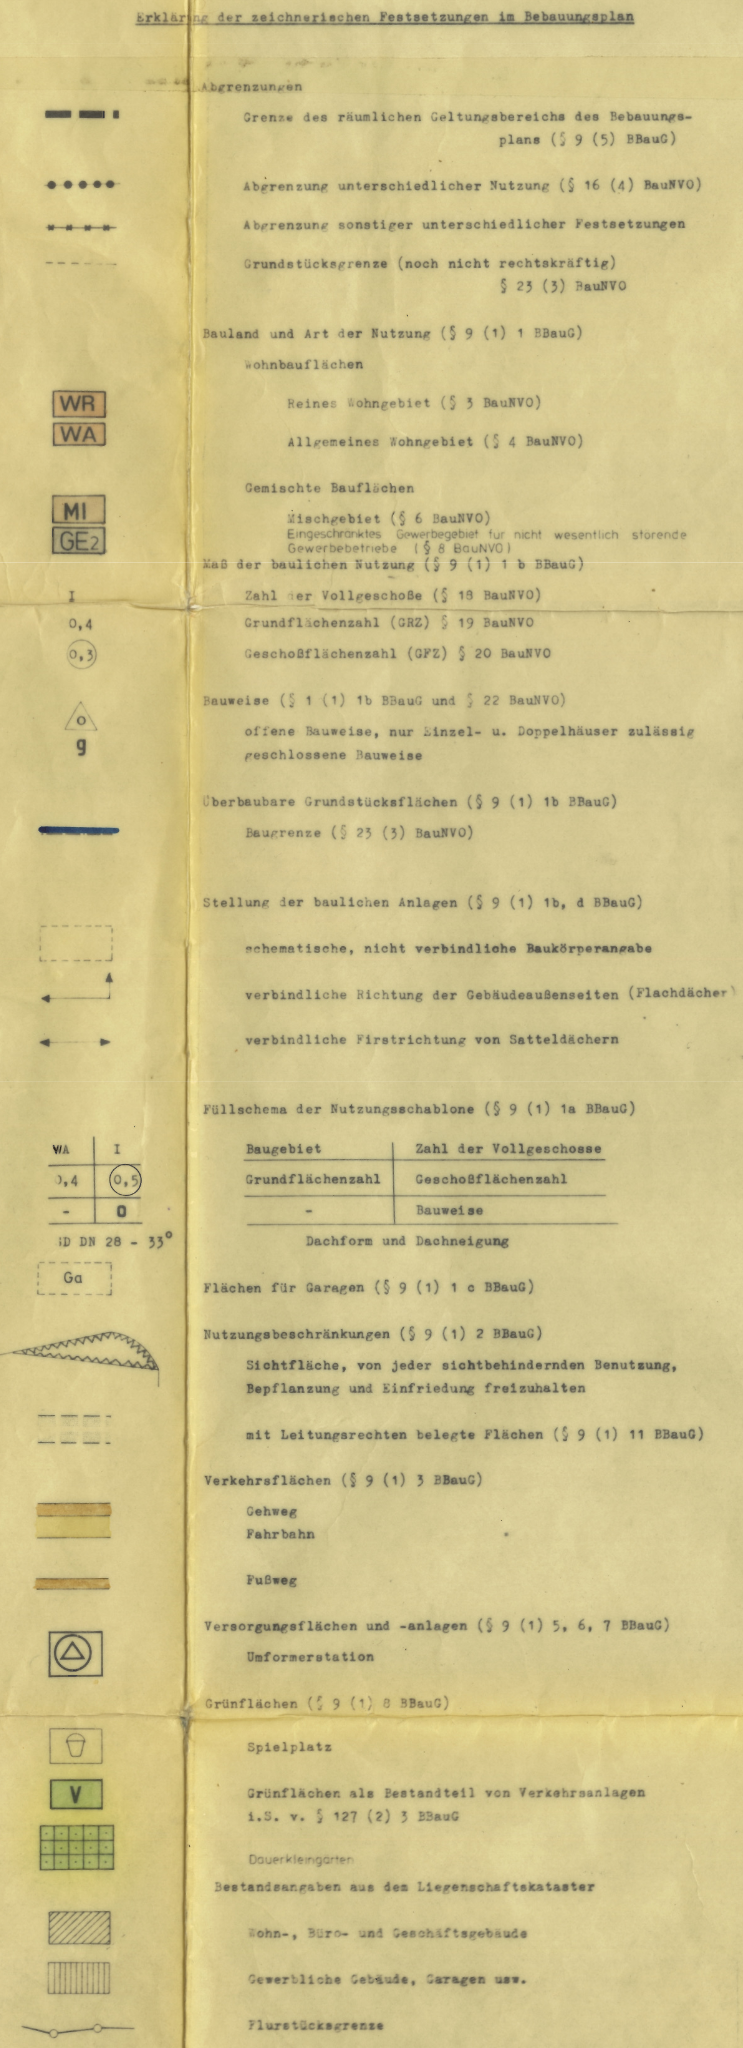 Erklärung der zeichnerischen Festsetzungen im Bebauungsplan
Abgrenzungen
Grenze des räumlichen Geltungsbereichs des Bebauungs-
plans (§ 9 (5) BBauG)
Abgrenzung unterschiedlicher Nutzung (§ 16 (4) BauNVO)
Abgrenzung sonstiger unterschiedlicher Festsetzungen
Grundstücksgrenze (noch nicht rechtskräftig)
§ 23 (3) BauNVO
Bauland und Art der Nutzung (§ 9 (1) 1 BBauG)
Wohnbauflächen
WR Reines Wohngebiet (§ 3 BauNVO)
WA Allgemeines Wohngebiet (§ 4 BauNVO)
Gemischte Bauflächen
MI Mischgebiet (§ 6 BauNVO)
GE2 Eingeschränktes Gewerbegebiet für nicht wesentlich störende
Gewerbebetriebe (§ 8 BauNVO)
Maß der baulichen Nutzung (§ 9 (1) 1 b BBauG)
I Zahl der Vollgeschoße (§ 18 BauNVO)
0,4 Grundflächenzahl (GRZ) § 19 BauNVO
0,3 Geschoßflächenzahl (GFZ) § 20 BauNVO
Bauweise (§ 1 (1) 1b BBauG und § 22 BauNVO)
o offene Bauweise, nur Einzel- u. Doppelhäuser zulässig
g geschlossene Bauweise
Überbaubare Grundstücksflächen (§ 9 (1) 1b BBauG)
Baugrenze (§ 23 (3) BauNVO)
Stellung der baulichen Anlagen (§ 9 (1) 1b, d BBauG)
schematische, nicht verbindliche Baukörperangabe
verbindliche Richtung der Gebäudeaußenseiten (Flachdächer)
verbindliche Firstrichtung von Satteldächern
Füllschema der Nutzungsschablone (§ 9 (1) 1a BBauG)
WA I Baugebiet Zahl der Vollgeschosse
0,4 0,5 Grundflächenzahl Geschoßflächenzahl
- O - Bauweise
SD DN 28 - 33° Dachform und Dachneigung
Ga Flächen für Garagen (§ 9 (1) 1 c BBauG)
Nutzungsbeschränkungen (§ 9 (1) 2 BBauG)
Sichtfläche, von jeder sichtbehindernden Benutzung,
Bepflanzung und Einfriedung freizuhalten
mit Leitungsrechten belegte Flächen (§ 9 (1) 11 BBauG)
Verkehrsflächen (§ 9 (1) 3 BBauG)
Gehweg
Fahrbahn
Fußweg
Versorgungsflächen und -anlagen (§ 9 (1) 5, 6, 7 BBauG)
Umformerstation
Grünflächen (§ 9 (1) 8 BBauG)
Spielplatz
V Grünflächen als Bestandteil von Verkehrsanlagen
i.S. v. § 127 (2) 3 BBauG
Dauerkleingärten
Bestandsangaben aus dem Liegenschaftskataster
Wohn-, Büro- und Geschäftsgebäude
Gewerbliche Gebäude, Garagen usw.
Flurstücksgrenze